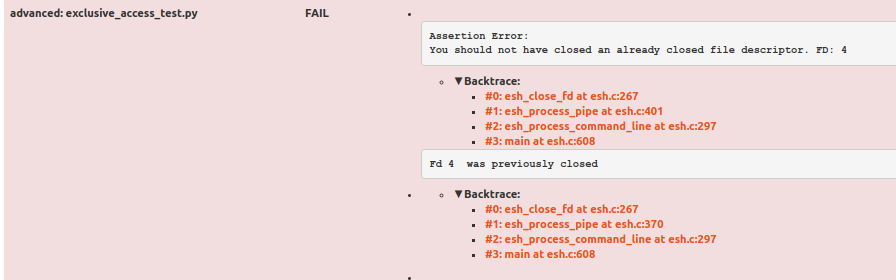 advanced: exclusive_access_test.py FAIL
Assertion Error:
You should not have closed an already closed file descriptor. FD: 4
▼Backtrace:
#0: esh_close_fd at esh.c:267
#1: esh_process_pipe at esh.c:401
#2: esh_process_command_line at esh.c:297
#3: main at esh.c:608
Fd 4  was previously closed
▼Backtrace:
#0: esh_close_fd at esh.c:267
#1: esh_process_pipe at esh.c:370
#2: esh_process_command_line at esh.c:297
#3: main at esh.c:608